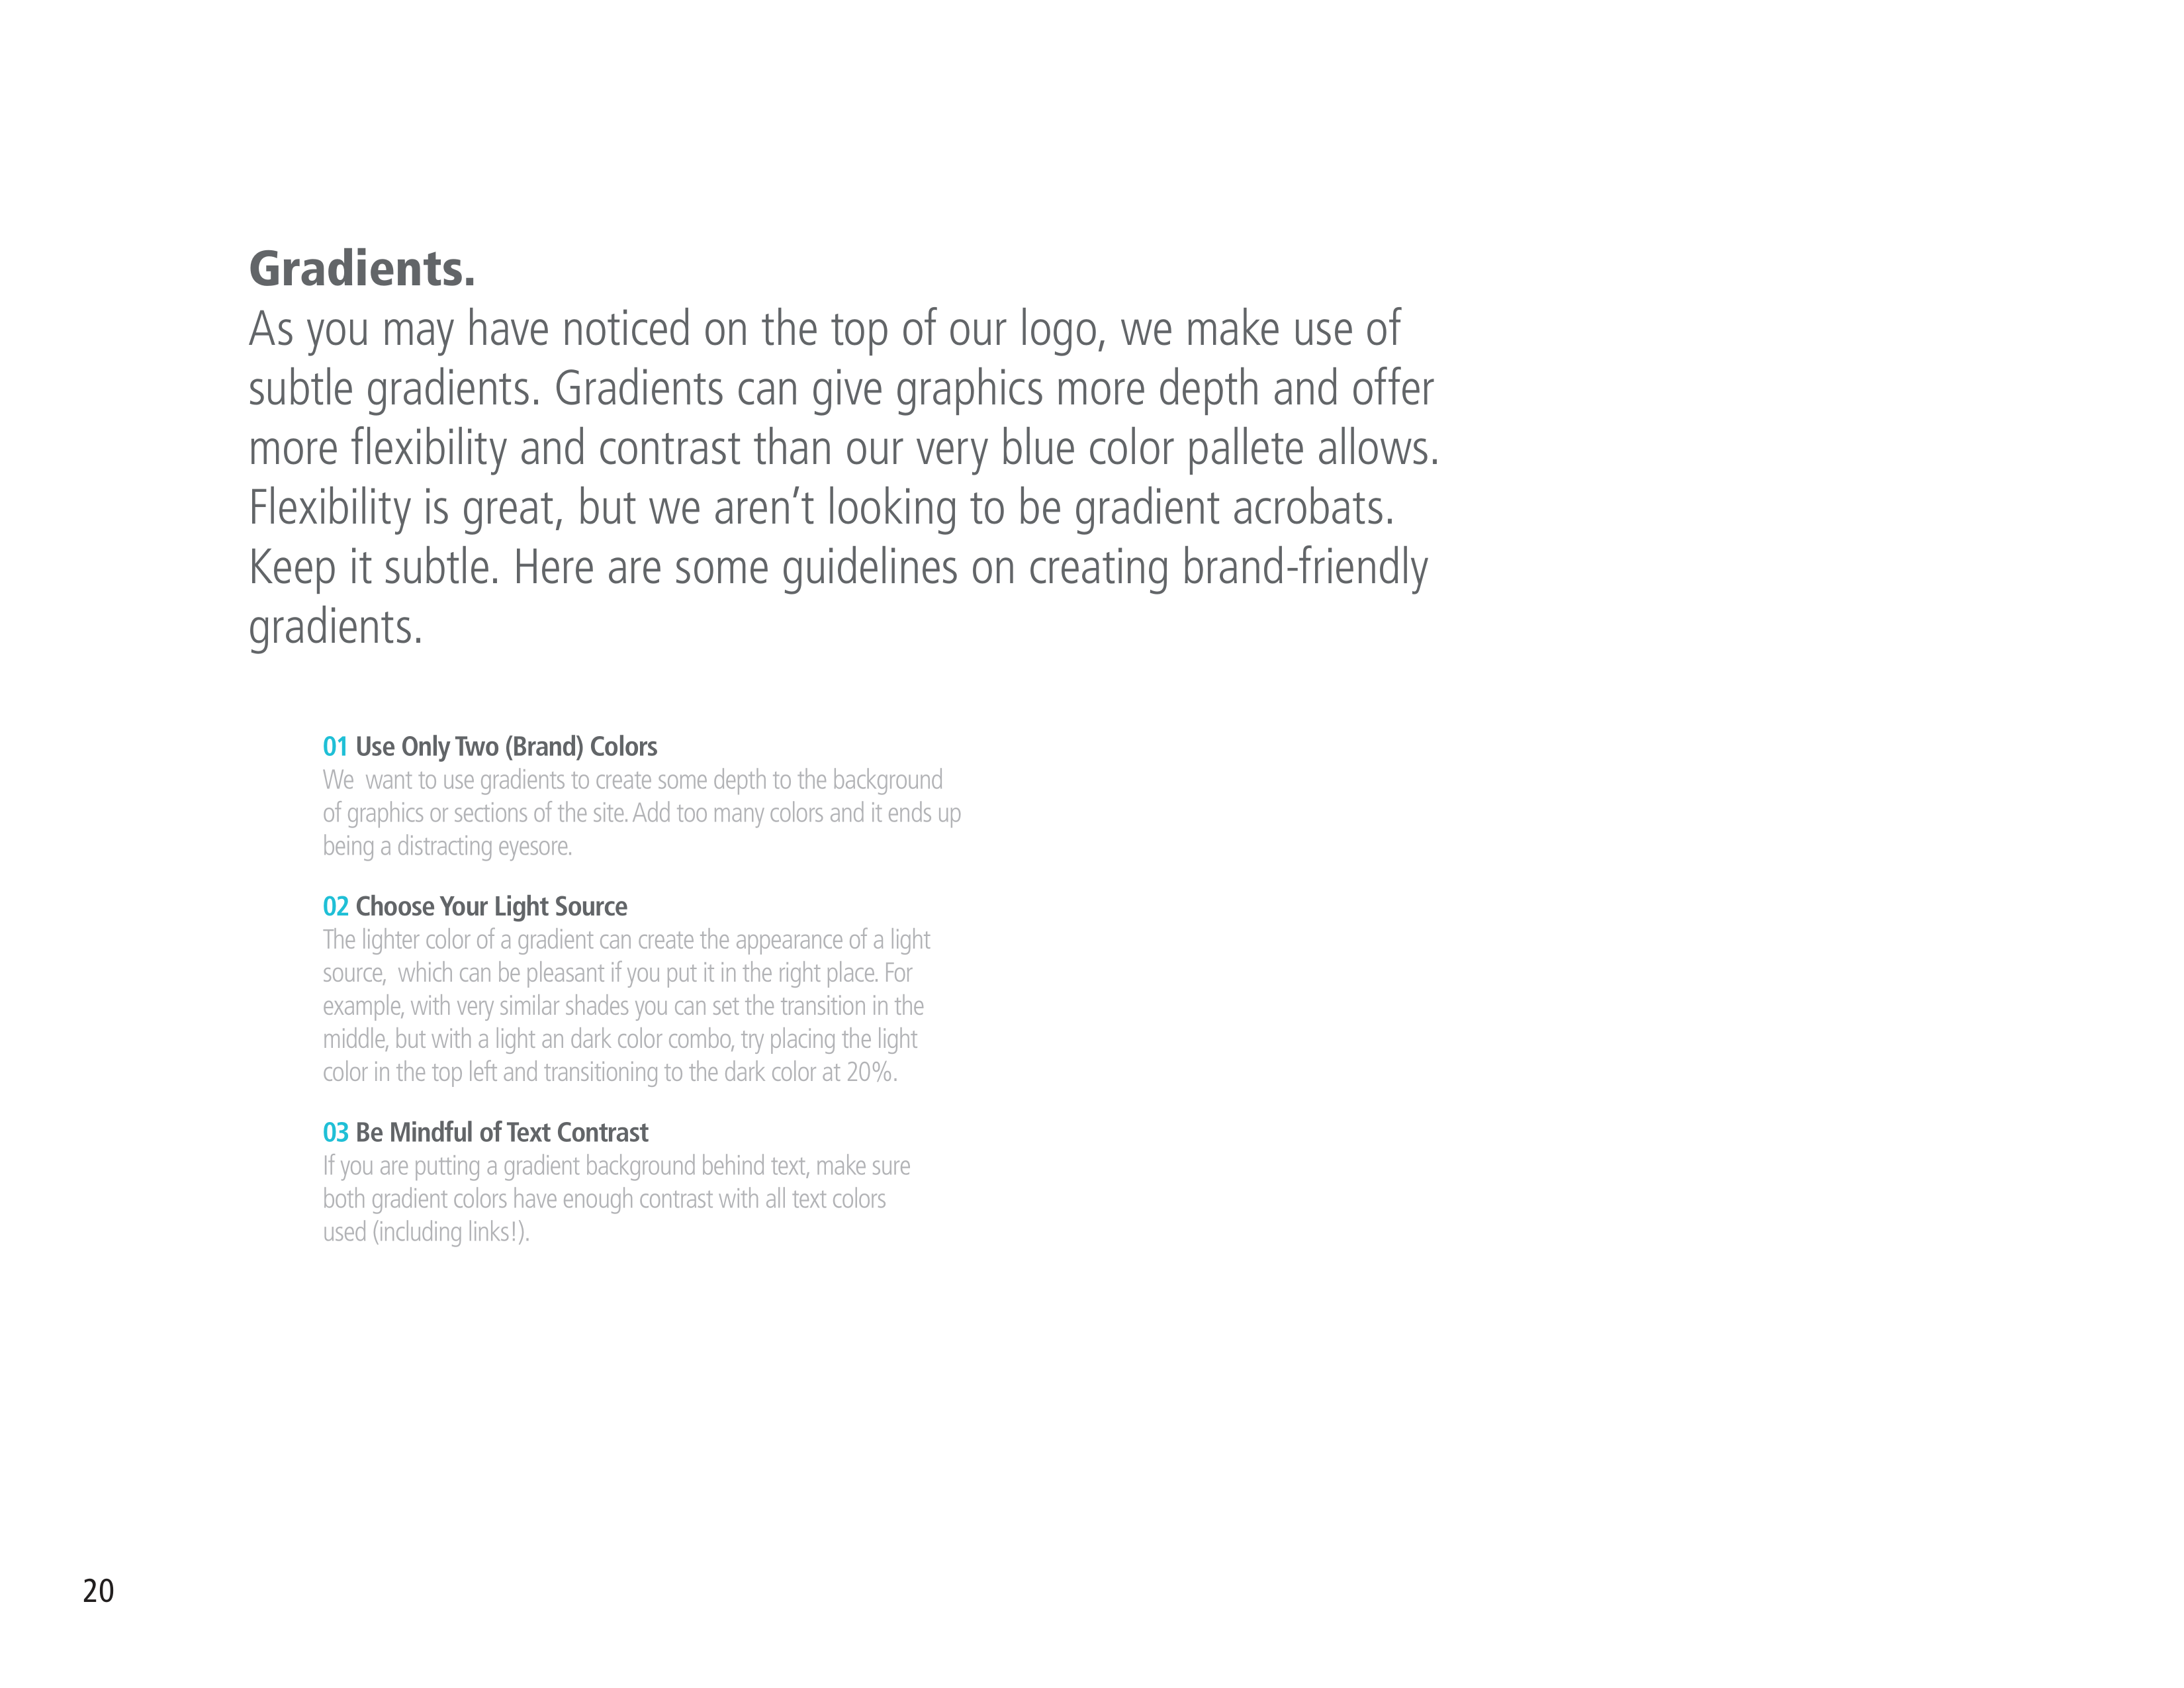 Gradients.
As you may have noticed on the top of our logo, we make use of
subtle gradients. Gradients can give graphics more depth and offer
more flexibility and contrast than our very blue color pallete allows.
Flexibility is great, but we aren’t looking to be gradient acrobats.
Keep it subtle. Here are some guidelines on creating brand-friendly
gradients.
01 Use Only Two (Brand) Colors
We  want to use gradients to create some depth to the background
of graphics or sections of the site. Add too many colors and it ends up
being a distracting eyesore.
02 Choose Your Light Source
The lighter color of a gradient can create the appearance of a light
source,  which can be pleasant if you put it in the right place. For
example, with very similar shades you can set the transition in the
middle, but with a light an dark color combo, try placing the light
color in the top left and transitioning to the dark color at 20%.
03 Be Mindful of Text Contrast
If you are putting a gradient background behind text, make sure
both gradient colors have enough contrast with all text colors
used (including links!).
20